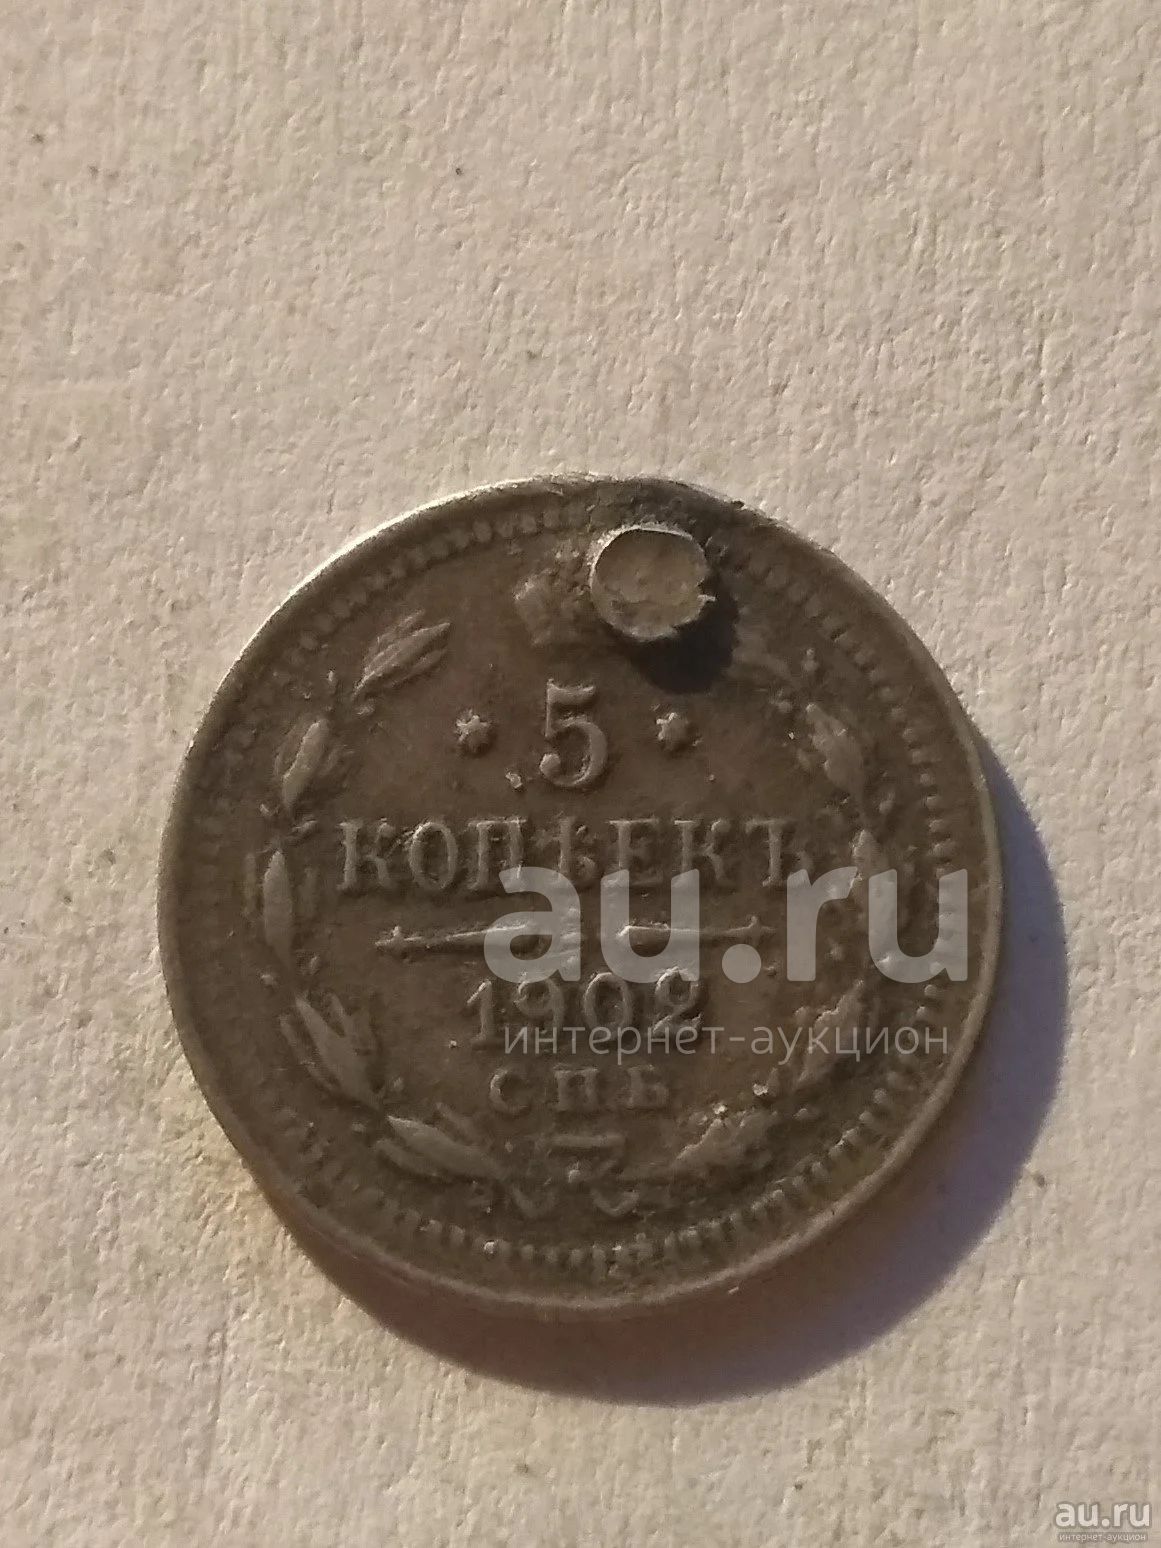 5
КОПѢЕКЪ
1902
СПБ
au.ru
интернет-аукцион
au.ru
интернет-аукцион